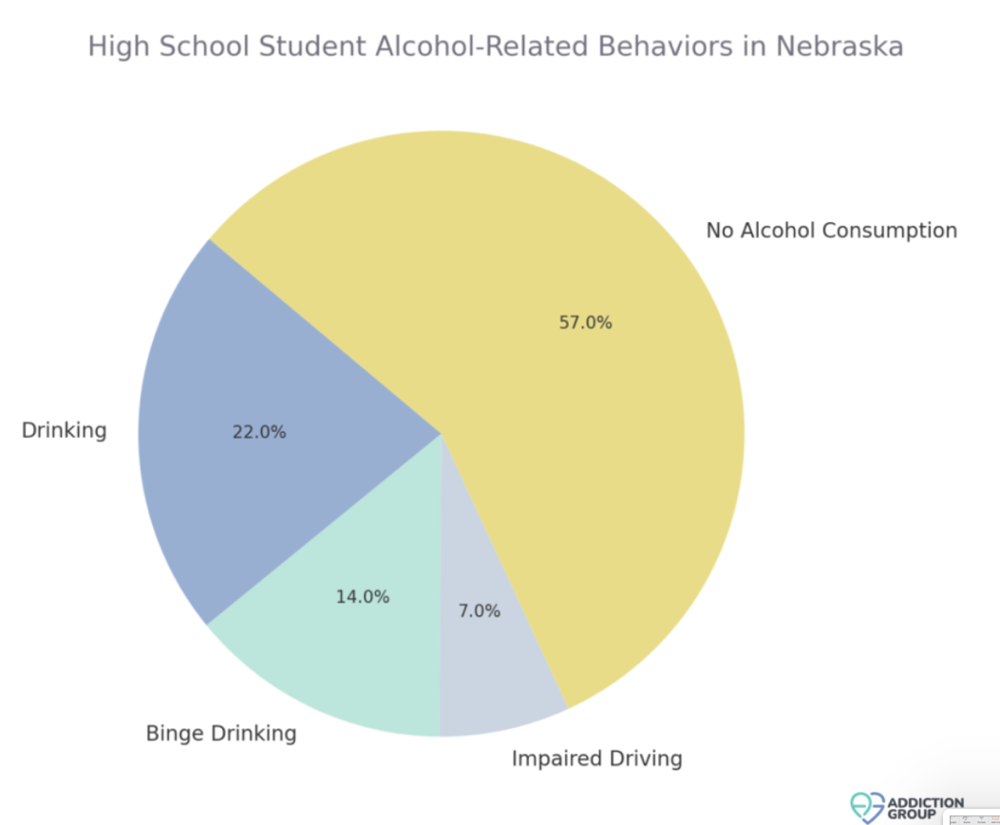 High School Student Alcohol-Related Behaviors in Nebraska
No Alcohol Consumption
57.0%
Drinking
22.0%
14.0%
7.0%
Binge Drinking
Impaired Driving
ADDICTION
GROUP